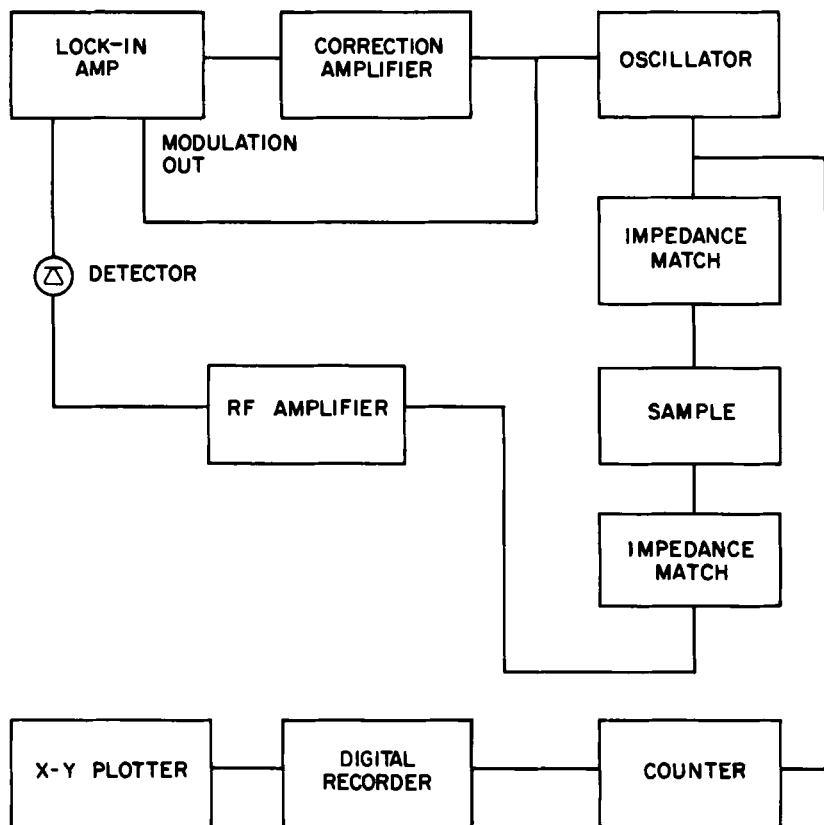 LOCK-IN
AMP
CORRECTION
AMPLIFIER
OSCILLATOR
MODULATION
OUT
IMPEDANCE
MATCH
DETECTOR
RF AMPLIFIER
SAMPLE
IMPEDANCE
MATCH
X-Y PLOTTER
DIGITAL
RECORDER
COUNTER